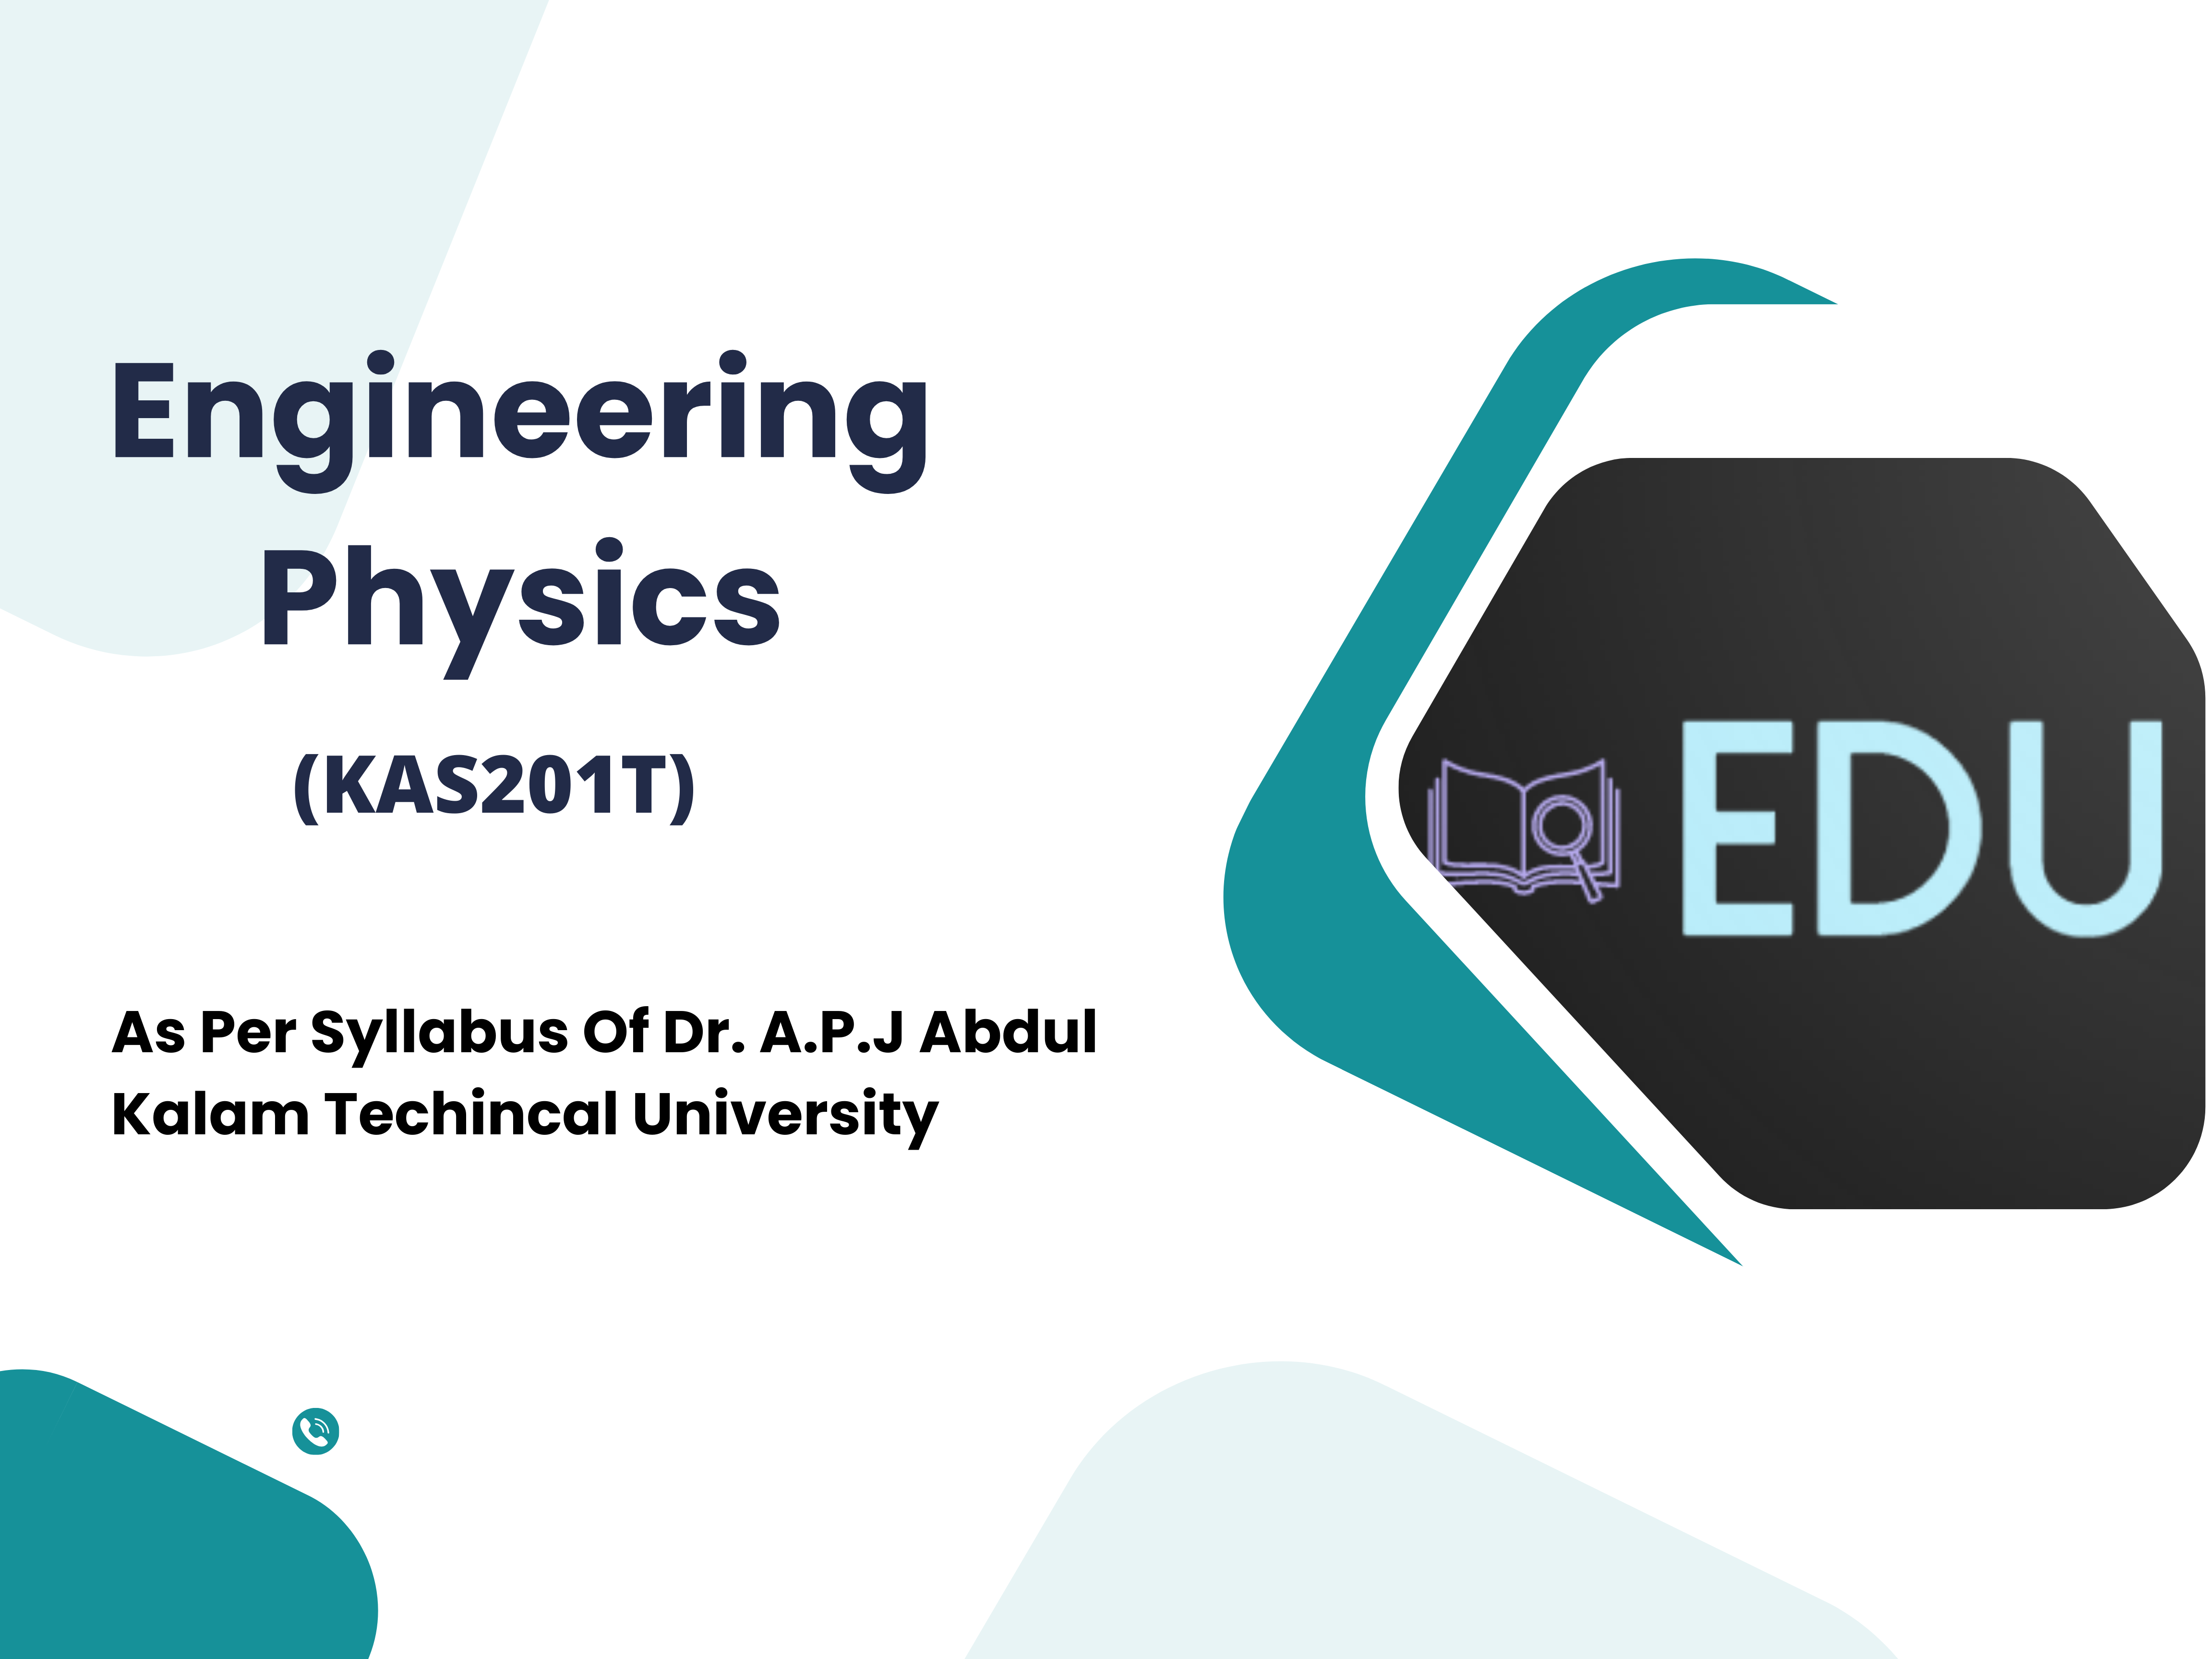 Engineering
Physics
(KAS201T)
As Per Syllabus Of Dr. A.P.J Abdul
Kalam Techincal University
EDU